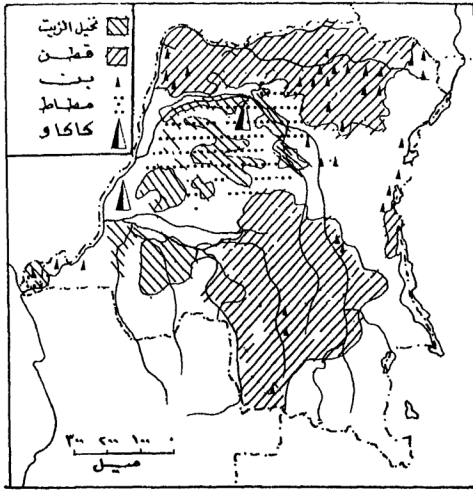 نخيل الزيت
قطن
بن
مطاط
كاكاو
٣٠٠ ٢٠٠ ١٠٠ ٠
ميل